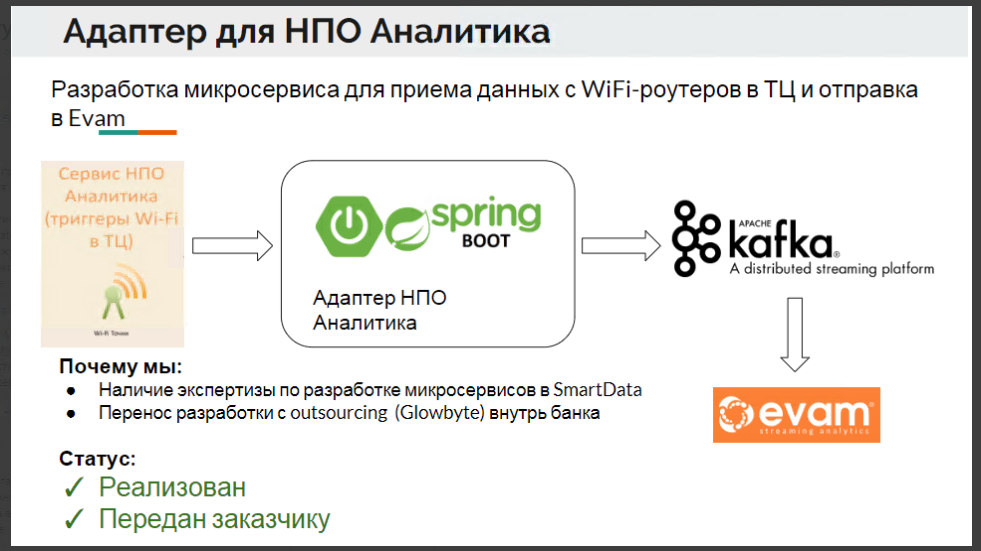 Адаптер для НПО Аналитика
Разработка микросервиса для приема данных с WiFi-роутеров в ТЦ и отправка
в Evam
Сервис НПО
Аналитика
(триггеры Wi-Fi
в ТЦ)
Wi-Fi Точки
spring
BOOT
Адаптер НПО
Аналитика
APACHE
kafka®
A distributed streaming platform
evam®
streaming analytics
Почему мы:
● Наличие экспертизы по разработке микросервисов в SmartData
● Перенос разработки с outsourcing (Glowbyte) внутрь банка
Статус:
✓ Реализован
✓ Передан заказчику